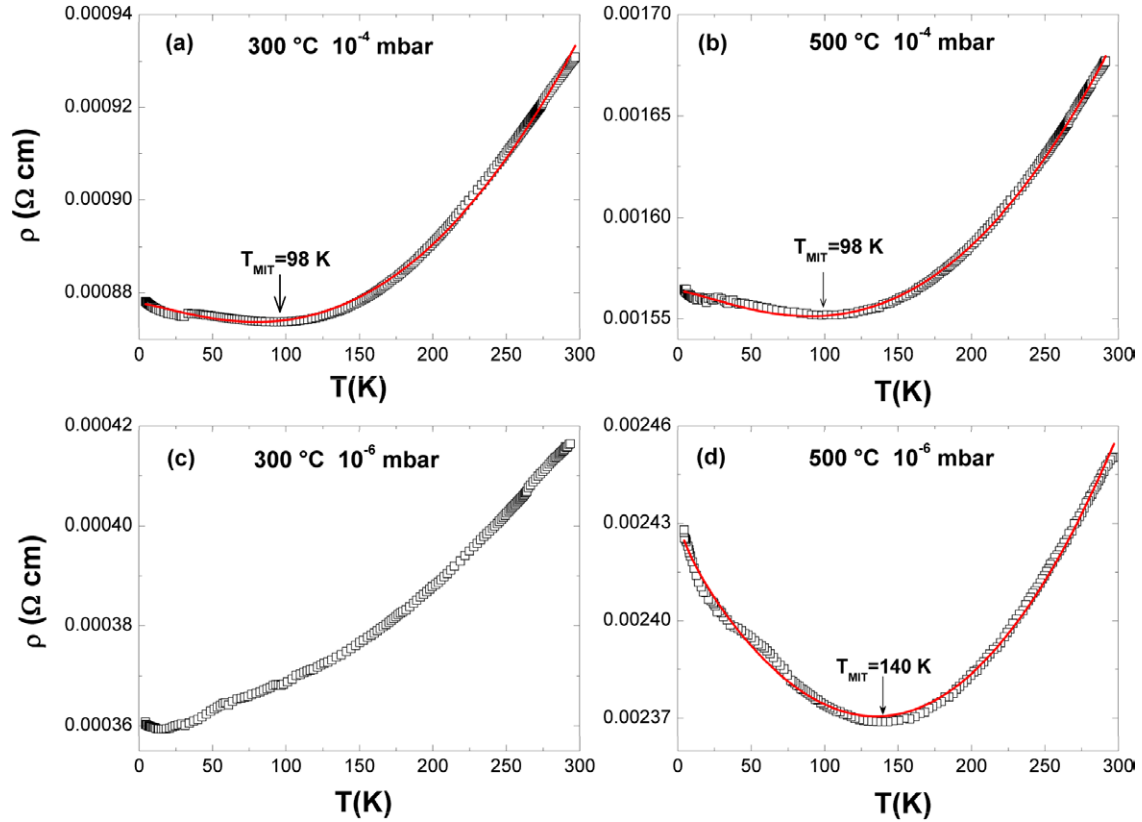 (a) 300 °C 10⁻⁴ mbar
ρ (Ω cm)
0.00094
0.00092
0.00090
0.00088
T_MIT=98 K
0 50 100 150 200 250 300
T(K)
(b) 500 °C 10⁻⁴ mbar
0.00170
0.00165
0.00160
0.00155
T_MIT=98 K
0 50 100 150 200 250 300
T(K)
(c) 300 °C 10⁻⁶ mbar
ρ (Ω cm)
0.00042
0.00040
0.00038
0.00036
0 50 100 150 200 250 300
T(K)
(d) 500 °C 10⁻⁶ mbar
0.00246
0.00243
0.00240
0.00237
T_MIT=140 K
0 50 100 150 200 250 300
T(K)